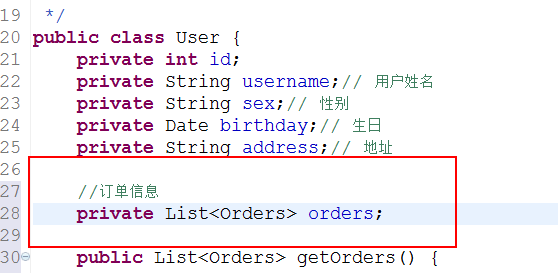 19  */
20 public class User {
21     private int id;
22     private String username;// 用户姓名
23     private String sex;// 性别
24     private Date birthday;// 生日
25     private String address;// 地址
26
27     //订单信息
28     private List<Orders> orders;
29
30     public List<Orders> getOrders() {